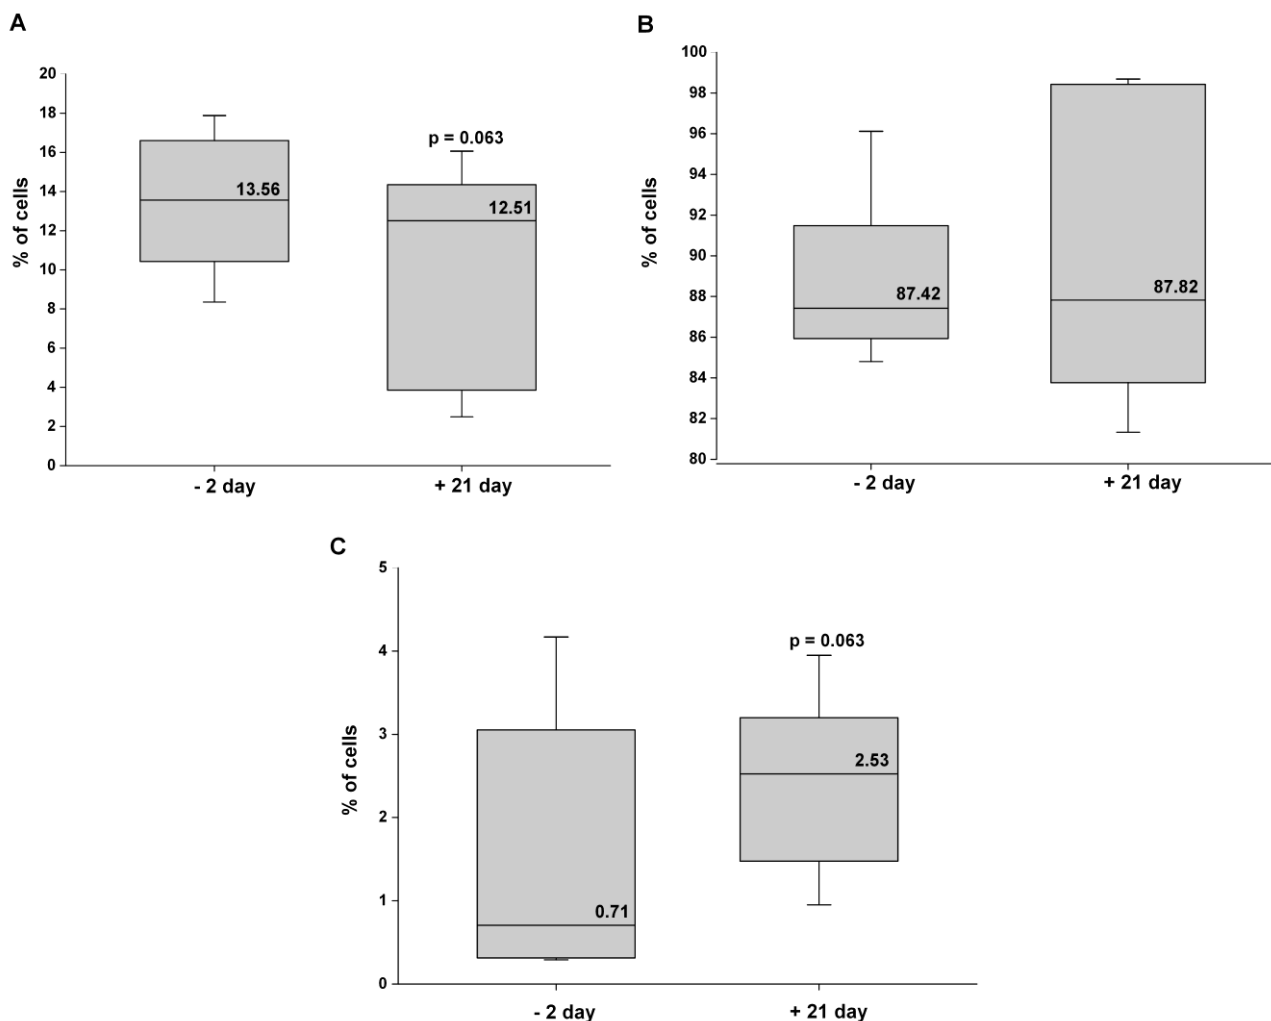 A
% of cells
20
18
16
14
12
10
8
6
4
2
0
13.56
p = 0.063
12.51
- 2 day
+ 21 day
B
% of cells
100
98
96
94
92
90
88
86
84
82
80
87.42
87.82
- 2 day
+ 21 day
C
% of cells
5
4
3
2
1
0
0.71
p = 0.063
2.53
- 2 day
+ 21 day